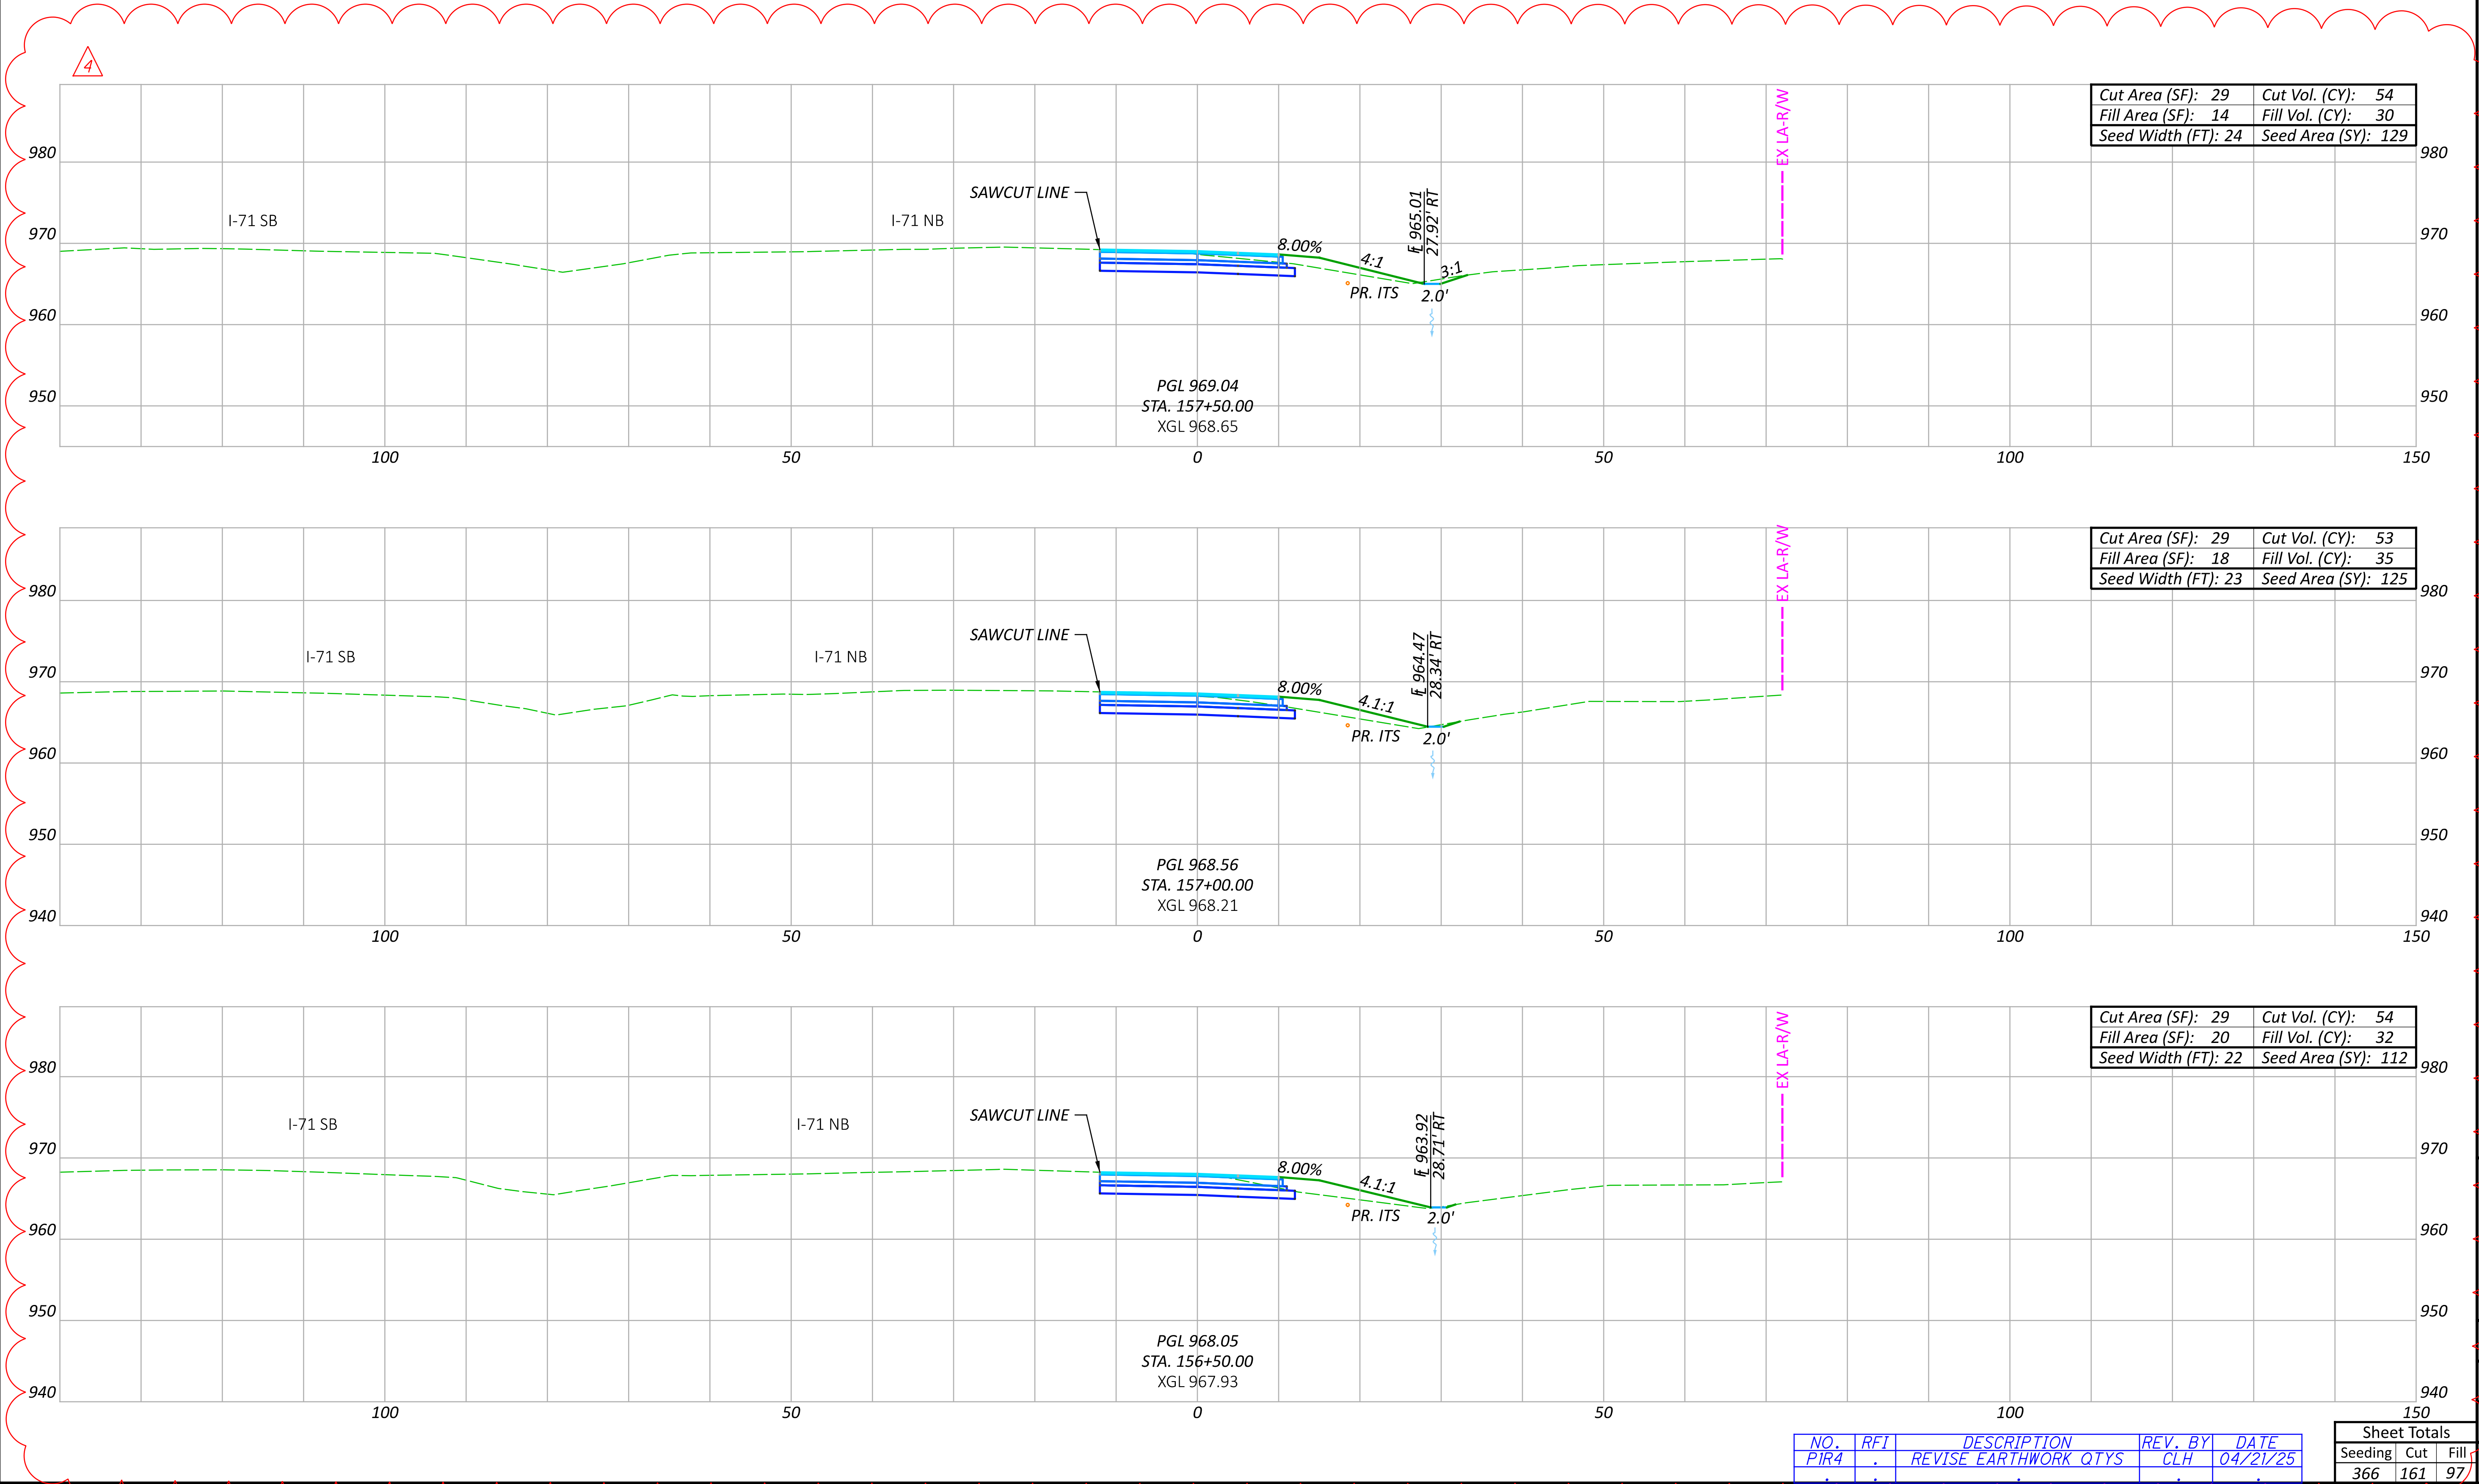 4
Cut Area (SF): 29 Cut Vol. (CY): 54
Fill Area (SF): 14 Fill Vol. (CY): 30
Seed Width (FT): 24 Seed Area (SY): 129
EX LA-R/W
980 980
SAWCUT LINE
I-71 SB I-71 NB
970 970
8.00% 4:1 3:1
℄ 965.01
27.92' RT
PR. ITS 2.0'
960 960
PGL 969.04
950 950
STA. 157+50.00
XGL 968.65
100 50 0 50 100 150
Cut Area (SF): 29 Cut Vol. (CY): 53
Fill Area (SF): 18 Fill Vol. (CY): 35
Seed Width (FT): 23 Seed Area (SY): 125
EX LA-R/W
980 980
SAWCUT LINE
I-71 SB I-71 NB
970 970
8.00% 4.1:1
℄ 964.47
28.34' RT
PR. ITS 2.0'
960 960
950 950
PGL 968.56
STA. 157+00.00
XGL 968.21
940 940
100 50 0 50 100 150
Cut Area (SF): 29 Cut Vol. (CY): 54
Fill Area (SF): 20 Fill Vol. (CY): 32
Seed Width (FT): 22 Seed Area (SY): 112
EX LA-R/W
980 980
SAWCUT LINE
I-71 SB I-71 NB
970 970
8.00% 4.1:1
℄ 963.92
28.71' RT
PR. ITS 2.0'
960 960
950 950
PGL 968.05
STA. 156+50.00
XGL 967.93
940 940
100 50 0 50 100 150
NO. RFI DESCRIPTION REV. BY DATE
P1R4 . REVISE EARTHWORK QTYS CLH 04/21/25
. . . . .
Sheet Totals
Seeding Cut Fill
366 161 97